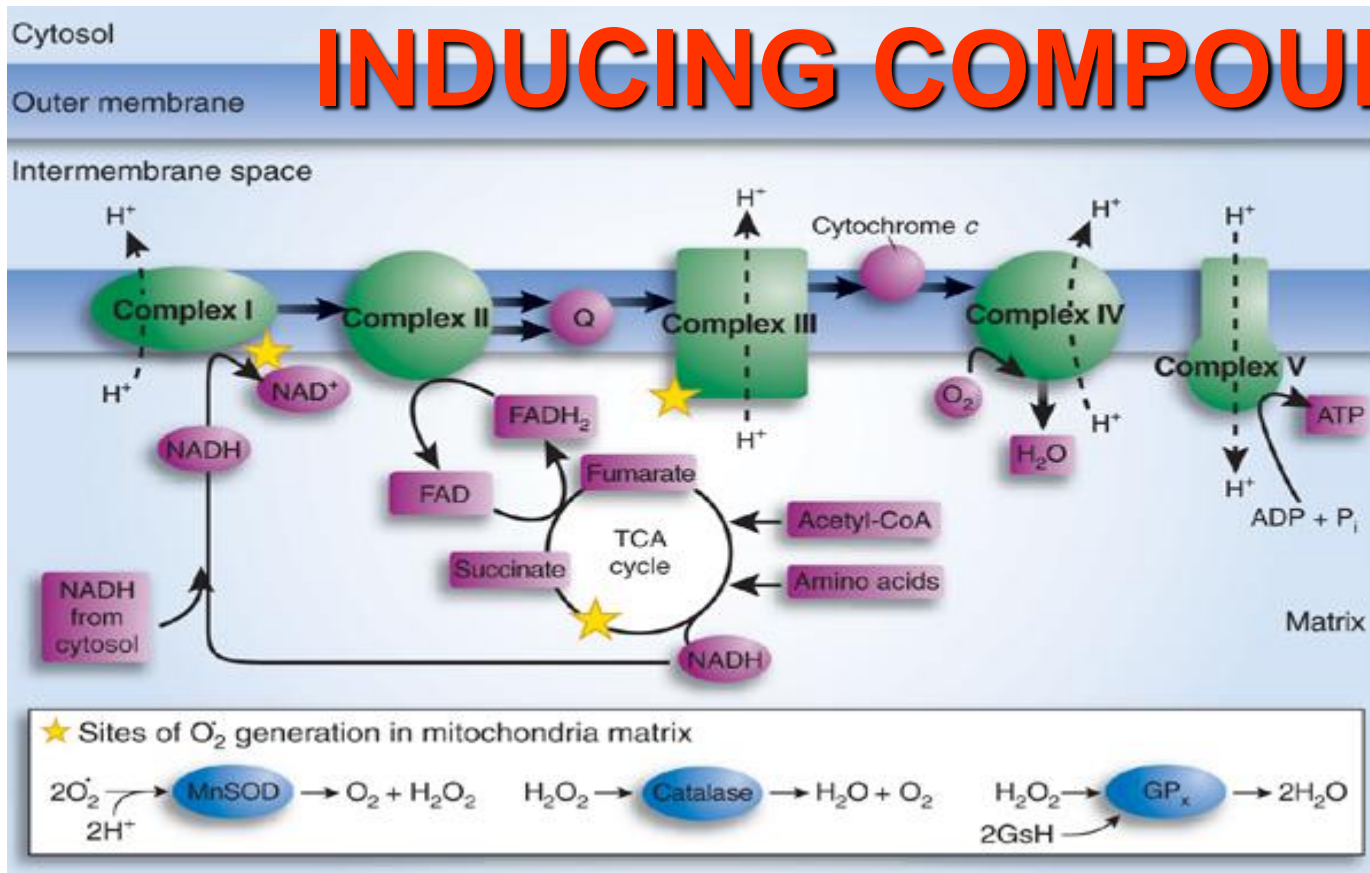 INDUCING COMPOU
Cytosol
Outer membrane
Intermembrane space
H⁺
H⁺
Cytochrome c
H⁺
H⁺
Complex I
Complex II
Q
Complex III
Complex IV
Complex V
H⁺
NAD⁺
NADH
FADH₂
FAD
H⁺
O₂
H₂O
H⁺
H⁺
ATP
ADP + Pᵢ
Fumarate
Succinate
TCA
cycle
Acetyl-CoA
Amino acids
NADH
from
cytosol
NADH
Matrix
Sites of O₂̇ generation in mitochondria matrix
2O₂̇ MnSOD O₂ + H₂O₂
2H⁺
H₂O₂ Catalase H₂O + O₂
H₂O₂ GPₓ 2H₂O
2GsH